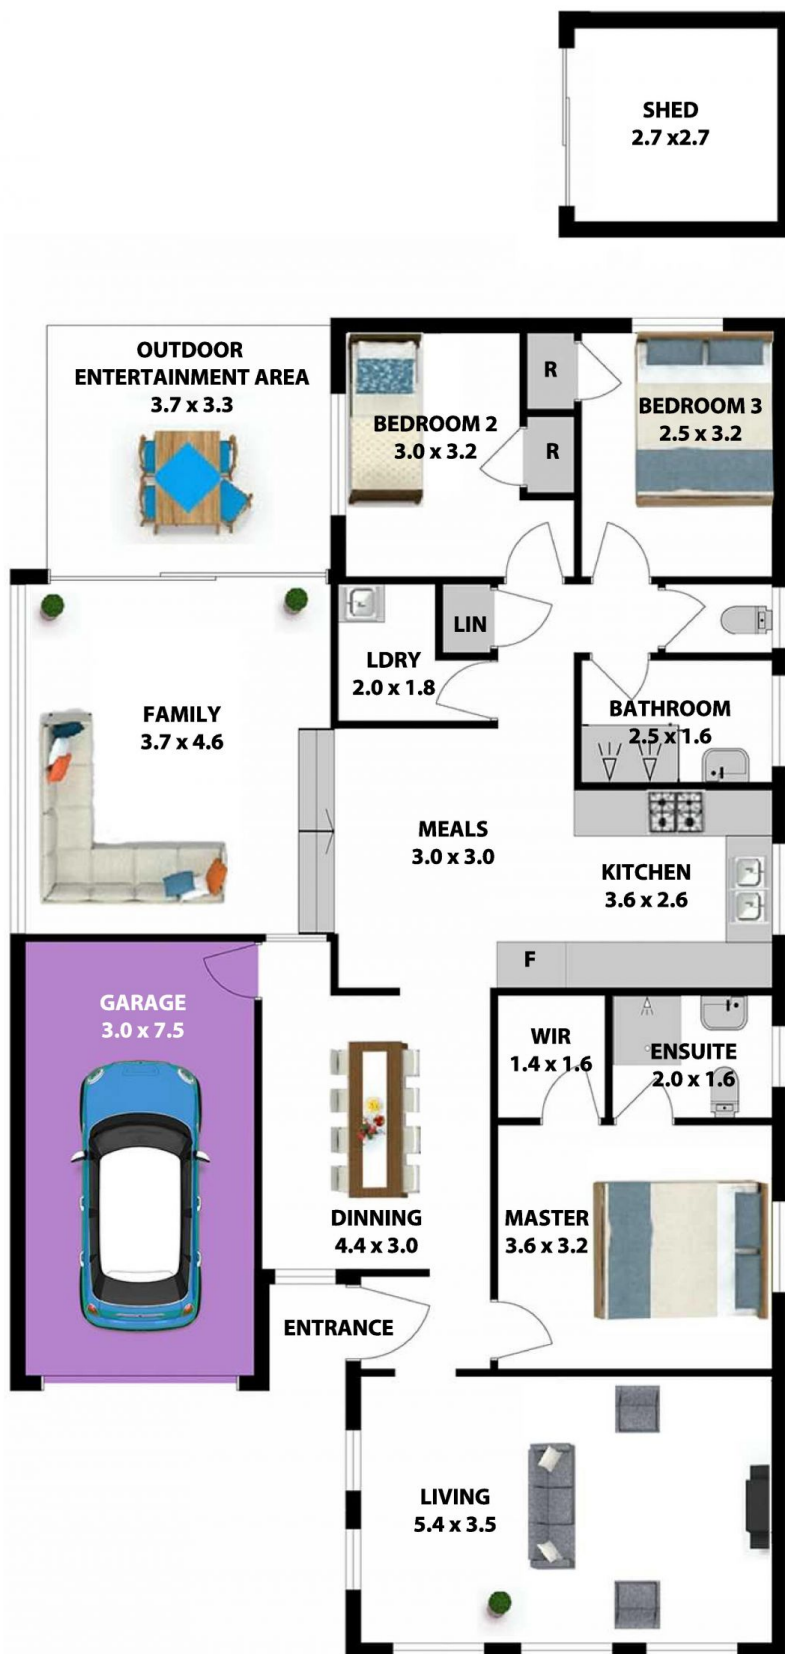 SHED
2.7 x2.7
OUTDOOR
ENTERTAINMENT AREA
3.7 x 3.3
BEDROOM 2
3.0 x 3.2
R
R
BEDROOM 3
2.5 x 3.2
LIN
LDRY
2.0 x 1.8
FAMILY
3.7 x 4.6
BATHROOM
2.5 x 1.6
MEALS
3.0 x 3.0
KITCHEN
3.6 x 2.6
F
GARAGE
3.0 x 7.5
WIR
1.4 x 1.6
ENSUITE
2.0 x 1.6
DINNING
4.4 x 3.0
MASTER
3.6 x 3.2
ENTRANCE
LIVING
5.4 x 3.5